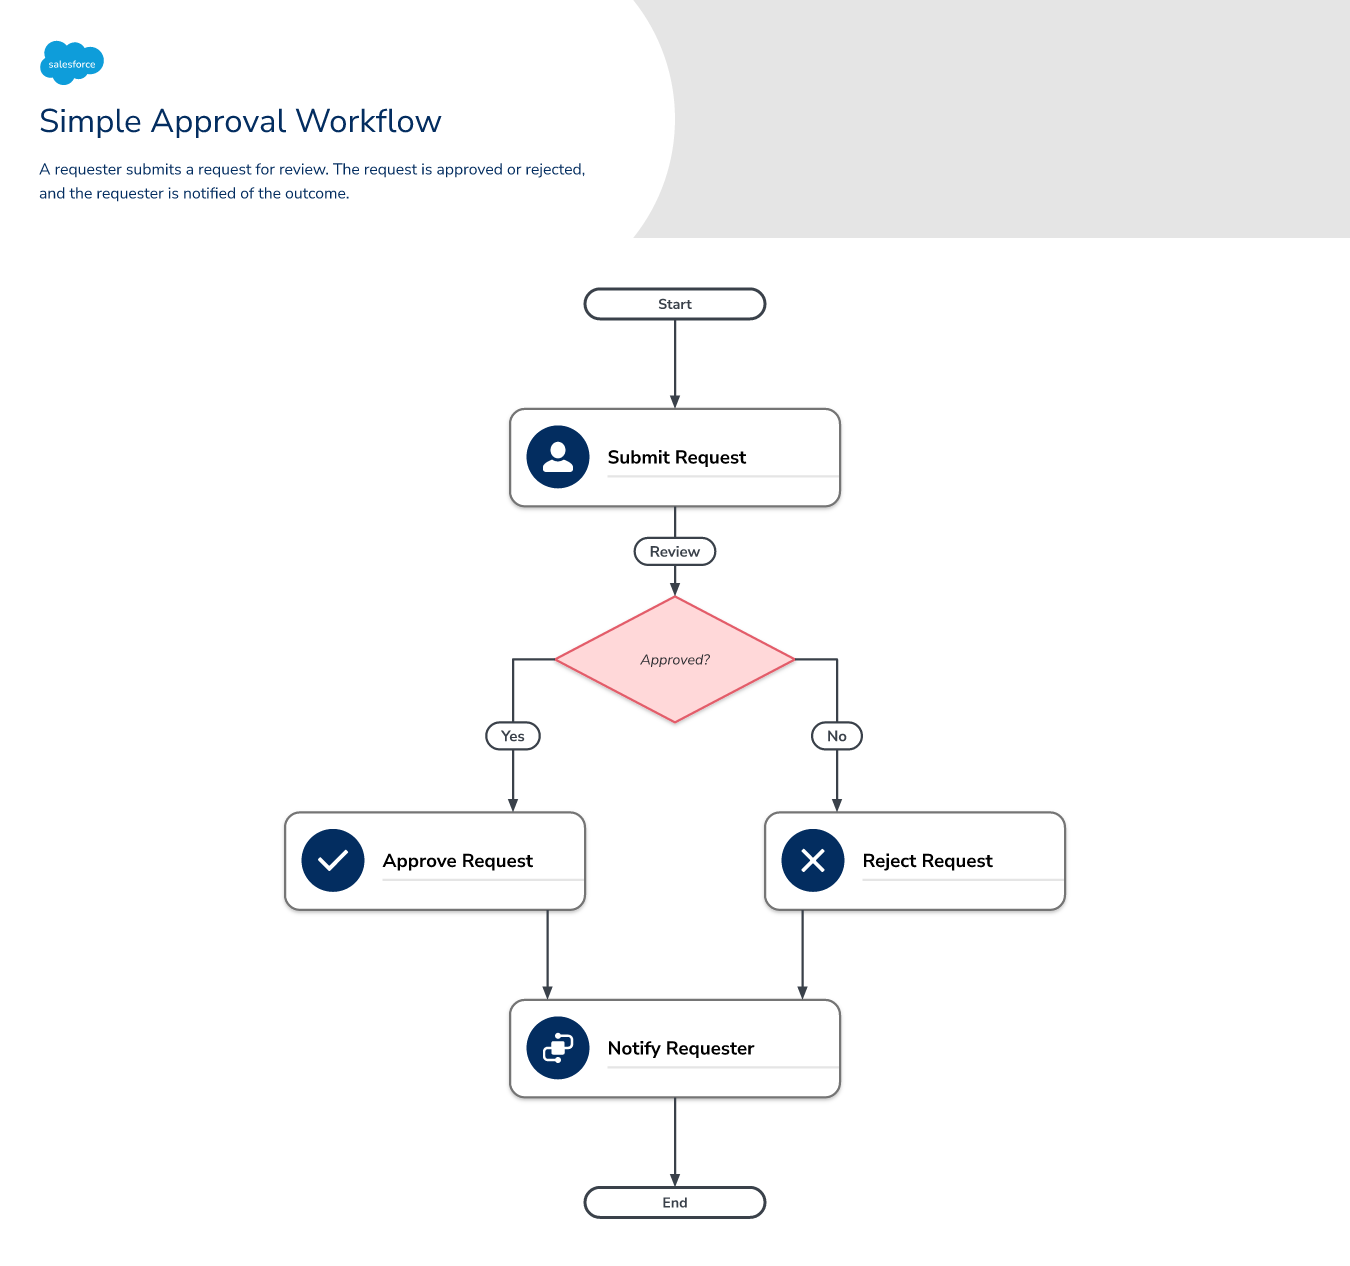 salesforce
Simple Approval Workflow
A requester submits a request for review. The request is approved or rejected,
and the requester is notified of the outcome.
Start
Submit Request
Review
Approved?
Yes
No
Approve Request
Reject Request
Notify Requester
End